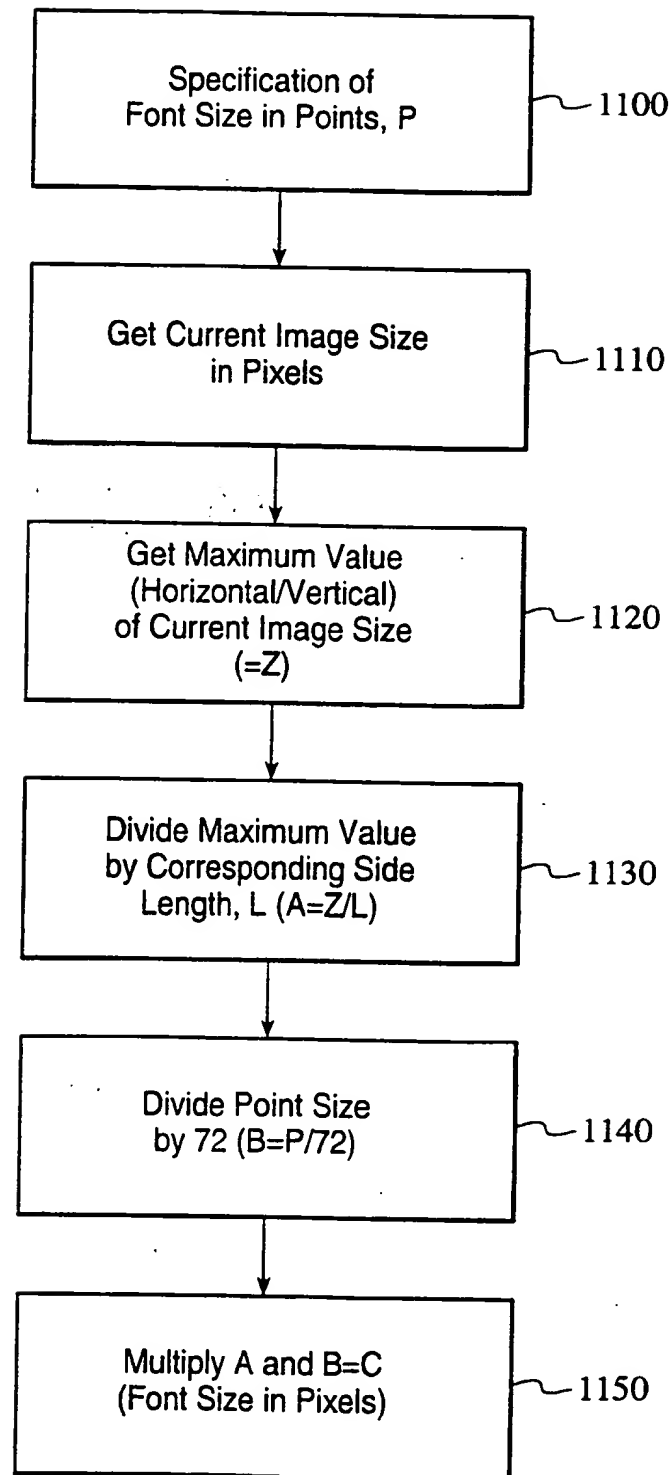 Specification of
Font Size in Points, P
1100
Get Current Image Size
in Pixels
1110
Get Maximum Value
(Horizontal/Vertical)
of Current Image Size
(=Z)
1120
Divide Maximum Value
by Corresponding Side
Length, L (A=Z/L)
1130
Divide Point Size
by 72 (B=P/72)
1140
Multiply A and B=C
(Font Size in Pixels)
1150